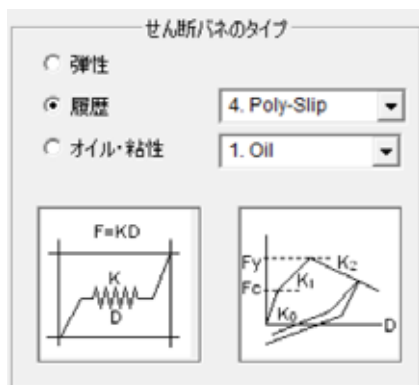 せん断バネのタイプ
弾性
履歴 4. Poly-Slip
オイル・粘性 1. Oil
F=KD
K
D
Fy
K2
Fc
K1
K0
D